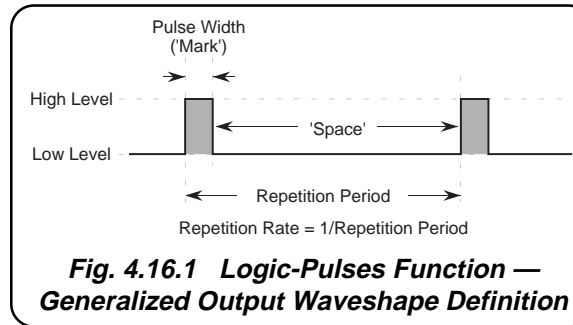 Pulse Width
('Mark')
High Level
'Space'
Low Level
Repetition Period
Repetition Rate = 1/Repetition Period
Fig. 4.16.1 Logic-Pulses Function —
Generalized Output Waveshape Definition